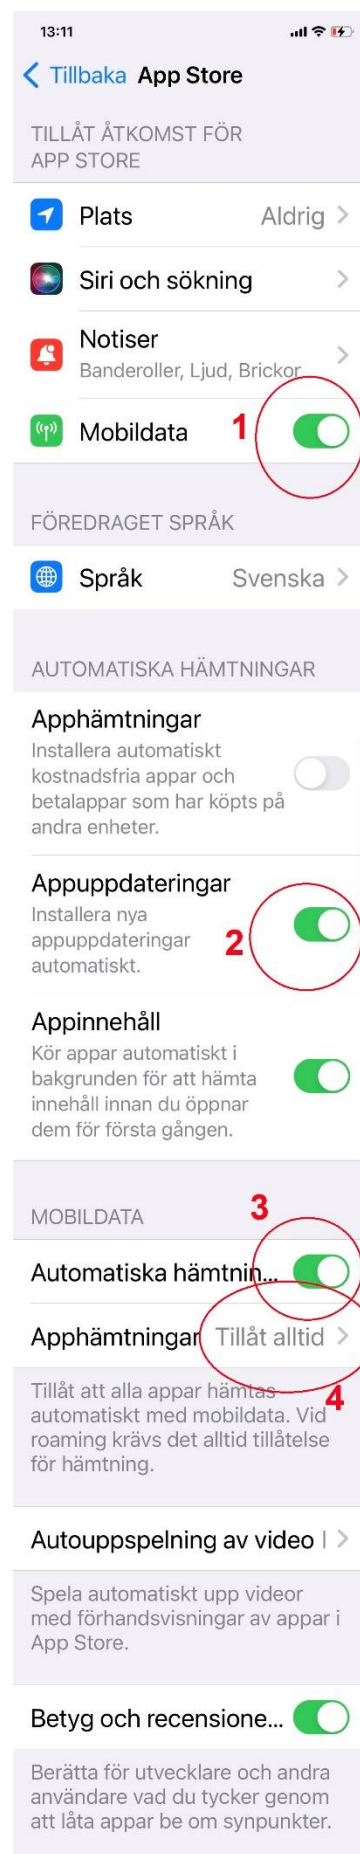 13:11
Tillbaka App Store
TILLÅT ÅTKOMST FÖR
APP STORE
Plats Aldrig
Siri och sökning
Notiser
Banderoller, Ljud, Brickor
Mobildata 1
FÖREDRAGET SPRÅK
Språk Svenska
AUTOMATISKA HÄMTNINGAR
Apphämtningar
Installera automatiskt
kostnadsfria appar och
betalappar som har köpts på
andra enheter.
Appuppdateringar
Installera nya
appuppdateringar
automatiskt.
2
Appinnehåll
Kör appar automatiskt i
bakgrunden för att hämta
innehåll innan du öppnar
dem för första gången.
MOBILDATA
3
Automatiska hämtnin...
Apphämtningar Tillåt alltid
4
Tillåt att alla appar hämtas
automatiskt med mobildata. Vid
roaming krävs det alltid tillåtelse
för hämtning.
Autouppspelning av video
Spela automatiskt upp videor
med förhandsvisningar av appar i
App Store.
Betyg och recensione...
Berätta för utvecklare och andra
användare vad du tycker genom
att låta appar be om synpunkter.